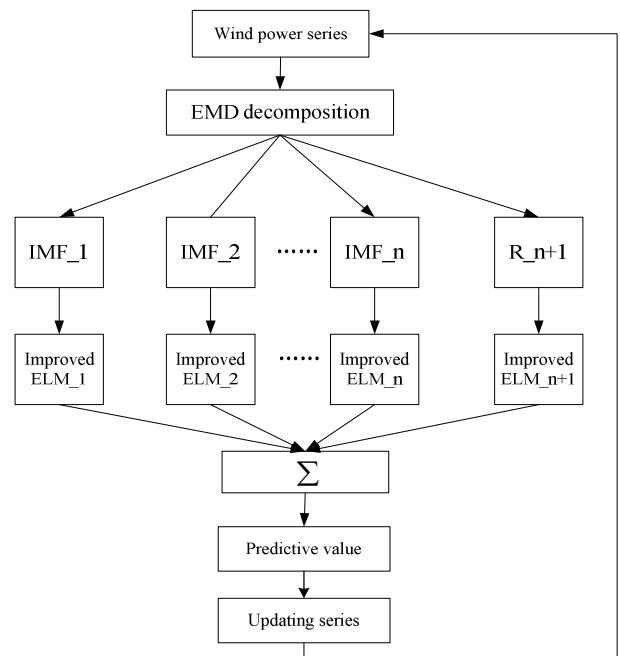 Wind power series
EMD decomposition
IMF_1
IMF_2
......
IMF_n
R_n+1
Improved
ELM_1
Improved
ELM_2
......
Improved
ELM_n
Improved
ELM_n+1
Σ
Predictive value
Updating series